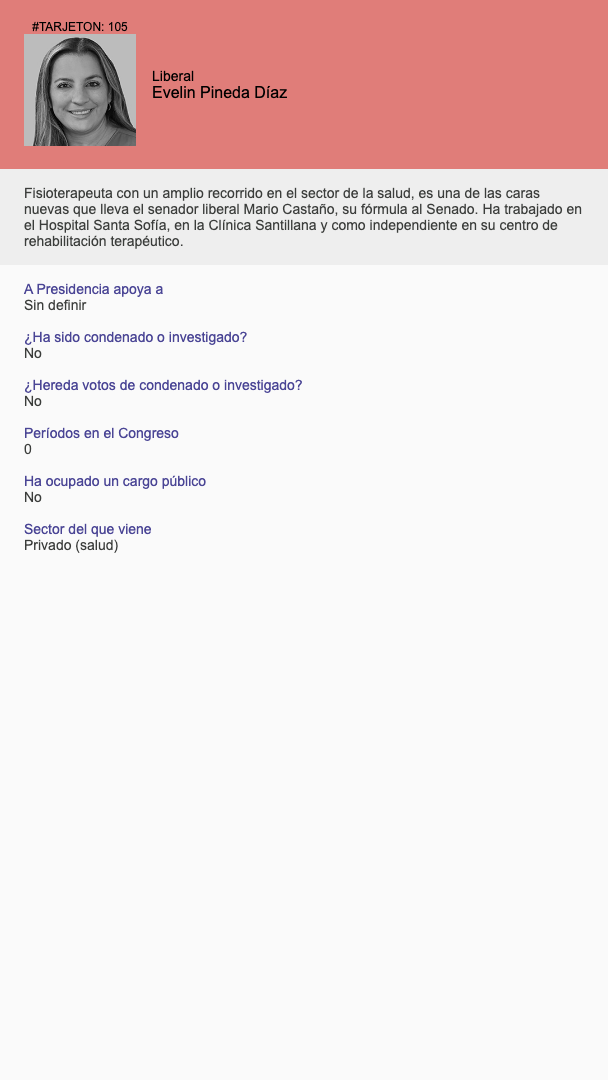 #TARJETON: 105
Liberal
Evelin Pineda Díaz
Fisioterapeuta con un amplio recorrido en el sector de la salud, es una de las caras
nuevas que lleva el senador liberal Mario Castaño, su fórmula al Senado. Ha trabajado en
el Hospital Santa Sofía, en la Clínica Santillana y como independiente en su centro de
rehabilitación terapéutico.
A Presidencia apoya a
Sin definir
¿Ha sido condenado o investigado?
No
¿Hereda votos de condenado o investigado?
No
Períodos en el Congreso
0
Ha ocupado un cargo público
No
Sector del que viene
Privado (salud)